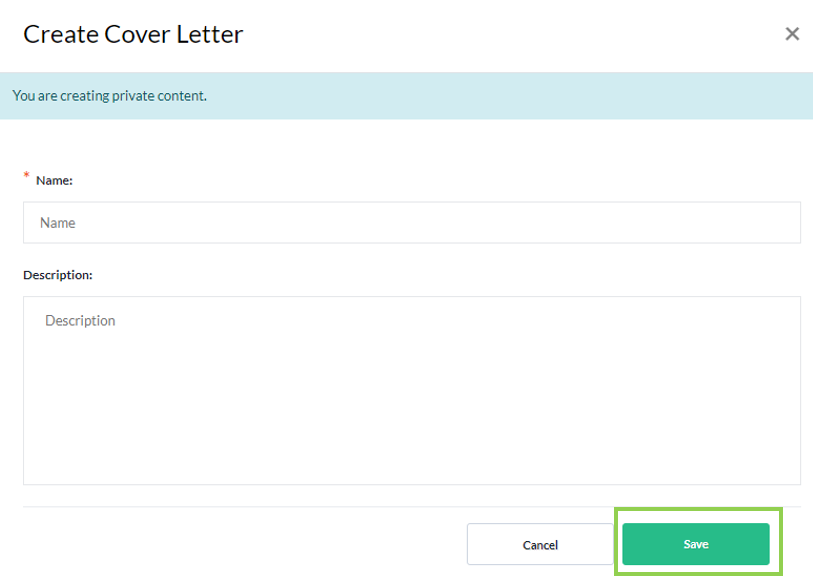 Create Cover Letter
You are creating private content.
* Name:
Name
Description:
Description
Cancel
Save